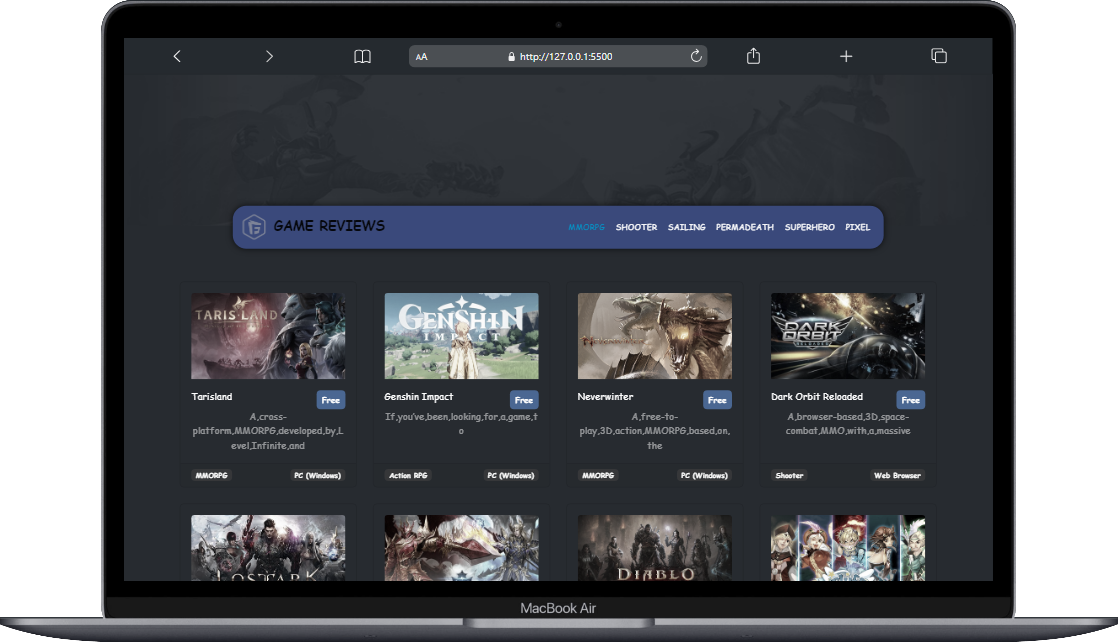 AA http://127.0.0.1:5500
GAME REVIEWS MMORPG SHOOTER SAILING PERMADEATH SUPERHERO PIXEL
TARIS LAND
GENSHIN
IMPACT
NEVERWINTER
DARK
ORBIT
RELOADED
Tarisland Free
A,cross-
platform,MMORPG,developed,by,L
evel,Infinite,and
MMORPG PC (Windows)
Genshin Impact Free
If,you've,been,looking,for,a,game,t
o
Action RPG PC (Windows)
Neverwinter Free
A,free-to-
play,3D,action,MMORPG,based,on,
the
MMORPG PC (Windows)
Dark Orbit Reloaded Free
A,browser-based,3D,space-
combat,MMO,with,a,massive
Shooter Web Browser
LOST ARK
DIABLO
MacBook Air